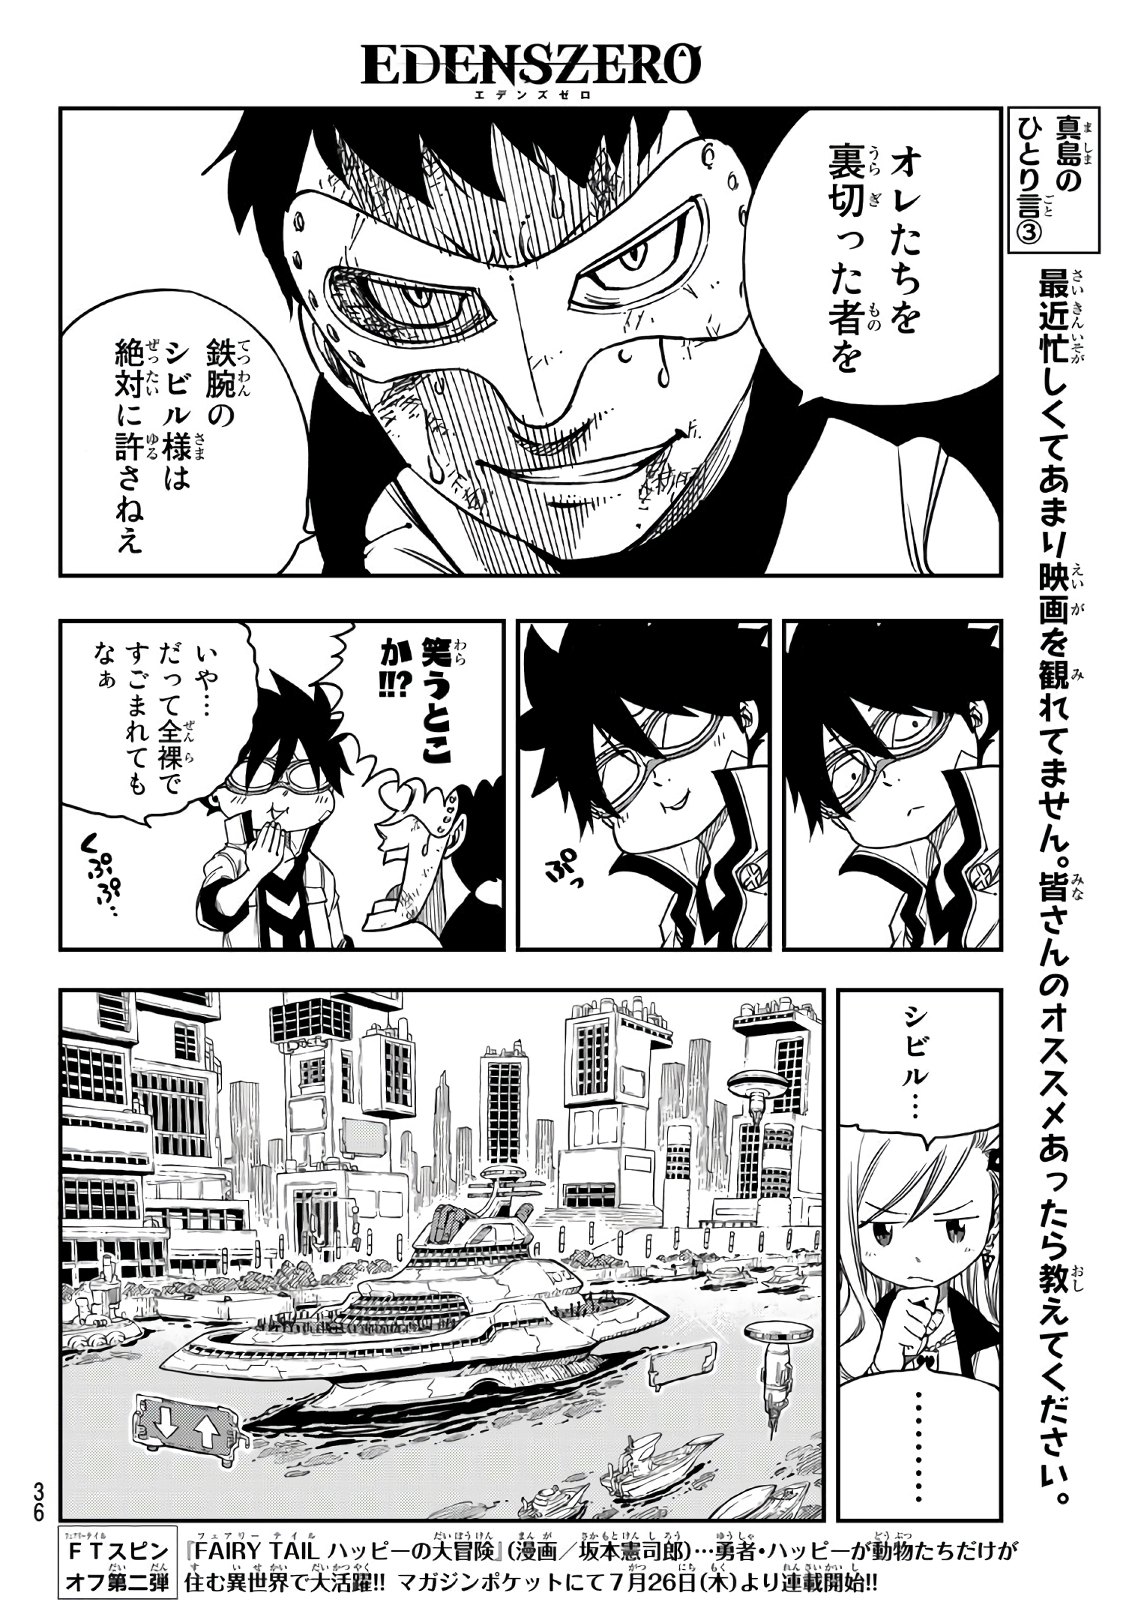 EDENSZERO
エデンズゼロ
真島の
ひとり言③
最近忙しくてあまり映画を観れてません。皆さんのオススメあったら教えてください。
オレたちを
裏切った者を
鉄腕の
シビル様は
絶対に許さねえ
ぷっ
笑うとこ
か!!?
いや…
だって全裸で
すごまれても
なぁ
くぷぷ…
シビル…
………
36
FTスピン
オフ第二弾
『FAIRY TAIL ハッピーの大冒険』(漫画/坂本憲司郎)…勇者・ハッピーが動物たちだけが
住む異世界で大活躍!! マガジンポケットにて7月26日(木)より連載開始!!